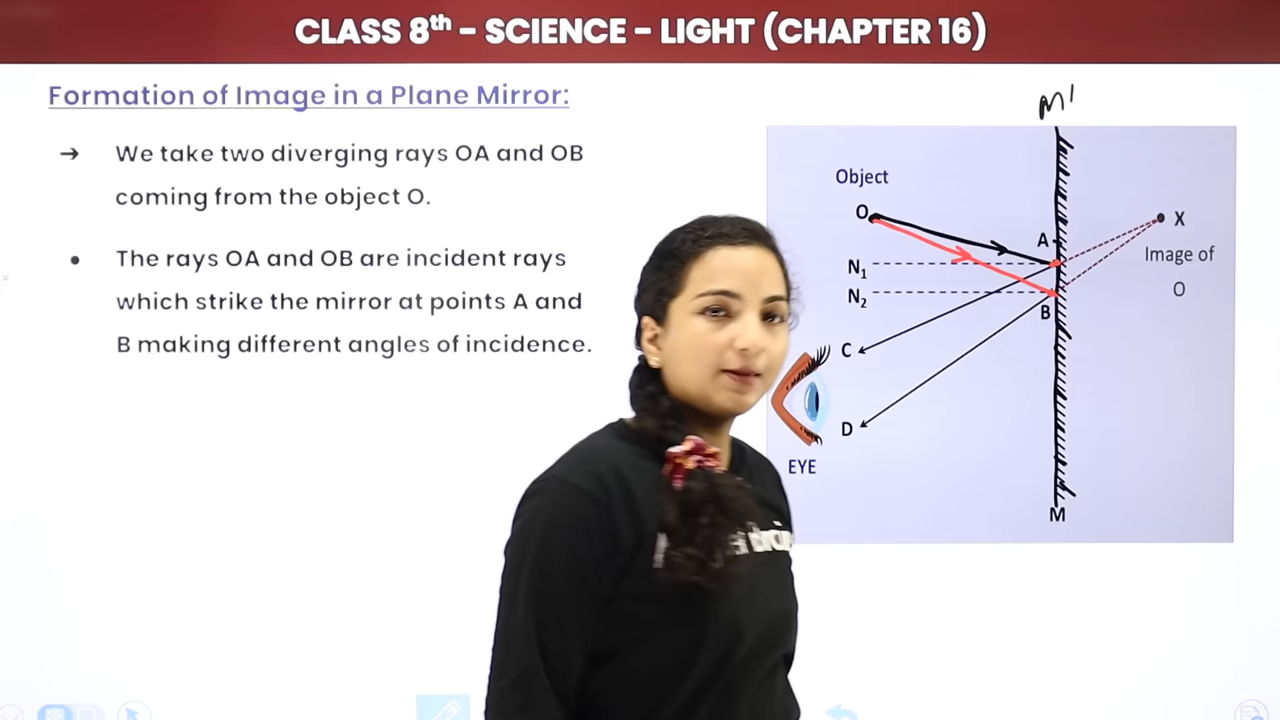 CLASS 8th – SCIENCE – LIGHT (CHAPTER 16)
Formation of Image in a Plane Mirror:
→ We take two diverging rays OA and OB
coming from the object O.
• The rays OA and OB are incident rays
which strike the mirror at points A and
B making different angles of incidence.
M'
Object
O
A
X
Image of
O
N₁
N₂
B
C
D
EYE
M